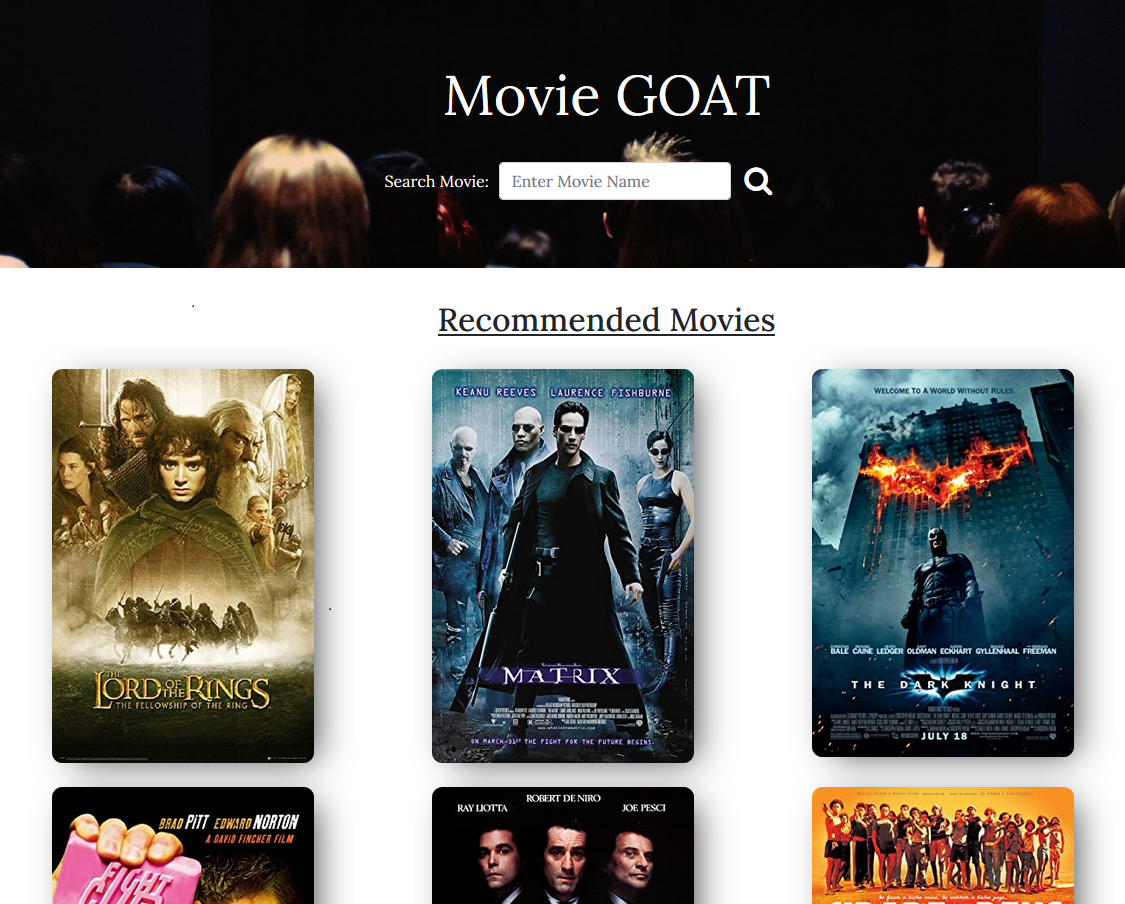 Movie GOAT
Search Movie: Enter Movie Name
Recommended Movies
THE
LORD OF THE RINGS
THE FELLOWSHIP OF THE RING
KEANU REEVES LAURENCE FISHBURNE
THE
MATRIX
ON MARCH 31ST THE FIGHT FOR THE FUTURE BEGINS.
WELCOME TO A WORLD WITHOUT RULES.
BALE CAINE LEDGER OLDMAN ECKHART GYLLENHAAL FREEMAN
THE DARK KNIGHT
JULY 18
BRAD PITT EDWARD NORTON
A DAVID FINCHER FILM
FIGHT
RAY LIOTTA ROBERT DE NIRO JOE PESCI